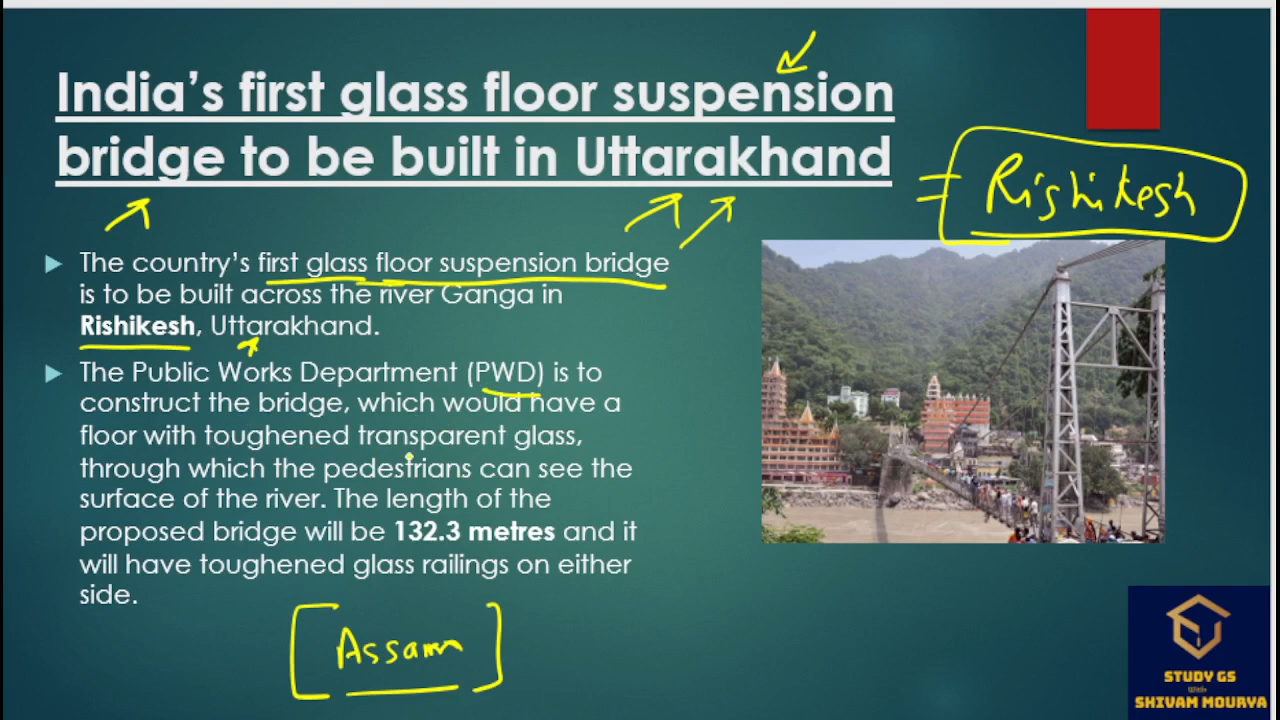 India's first glass floor suspension
bridge to be built in Uttarakhand
= Rishikesh
The country's first glass floor suspension bridge
is to be built across the river Ganga in
Rishikesh, Uttarakhand.
The Public Works Department (PWD) is to
construct the bridge, which would have a
floor with toughened transparent glass,
through which the pedestrians can see the
surface of the river. The length of the
proposed bridge will be 132.3 metres and it
will have toughened glass railings on either
side.
[Assam]
STUDY GS
With
SHIVAM MOURYA